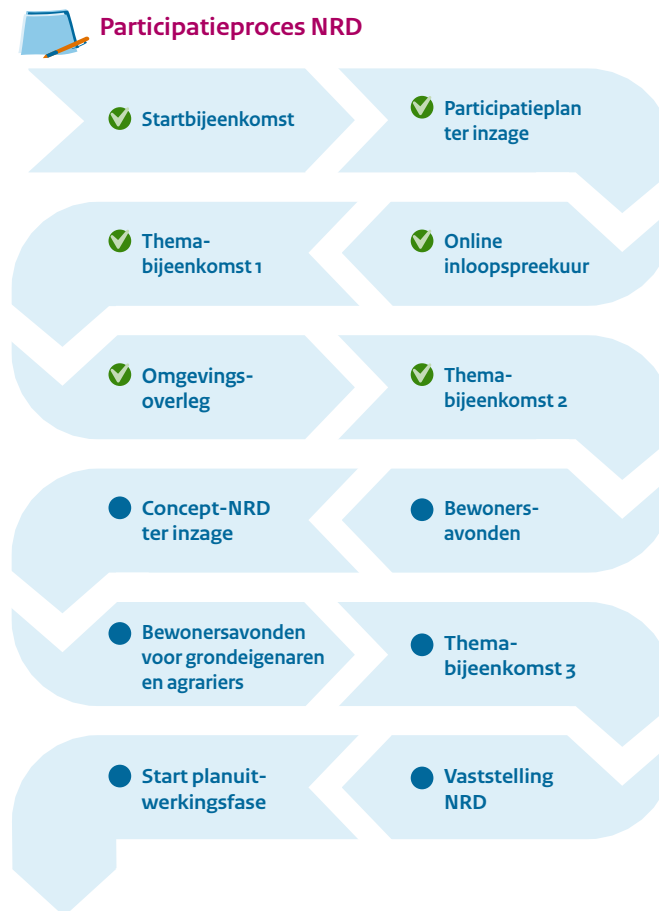 Participatieproces NRD
Startbijeenkomst
Participatieplan
ter inzage
Online
inloopspreekuur
Thema-
bijeenkomst 1
Omgevings-
overleg
Thema-
bijeenkomst 2
Bewoners-
avonden
Concept-NRD
ter inzage
Bewonersavonden
voor grondeigenaren
en agrariers
Thema-
bijeenkomst 3
Vaststelling
NRD
Start planuit-
werkingsfase